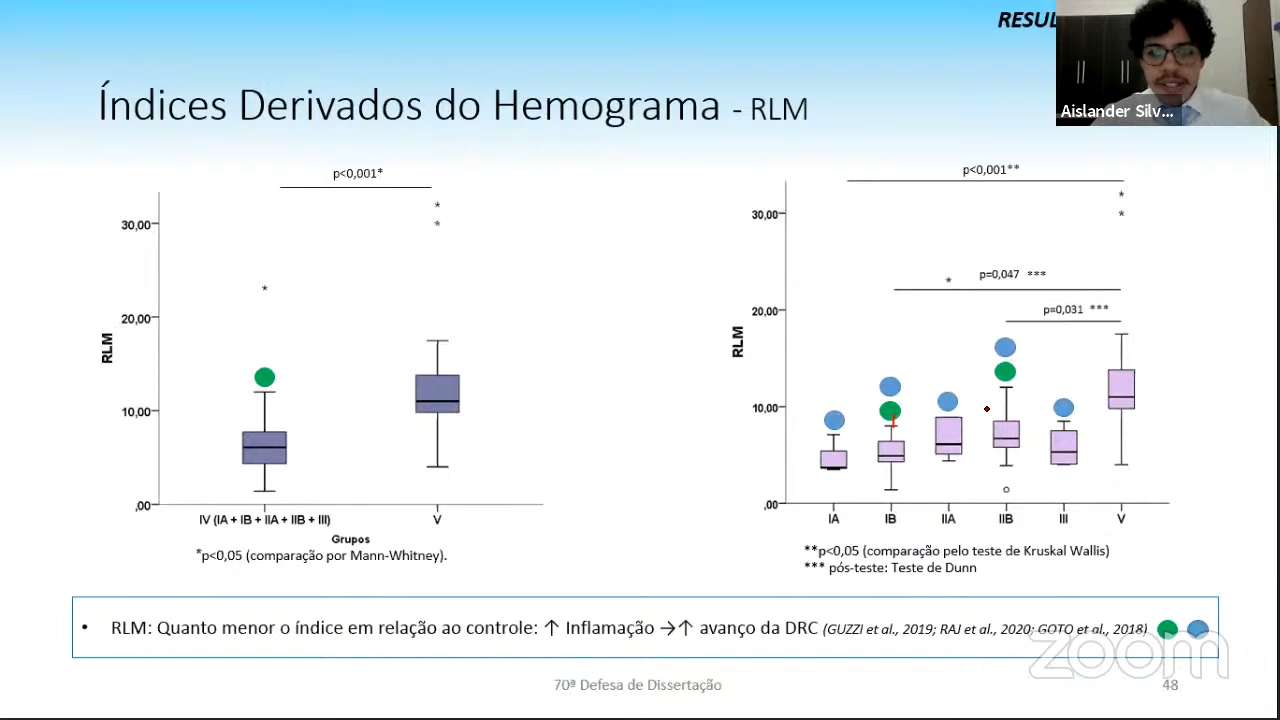 RESUL
Índices Derivados do Hemograma - RLM
Aislander Silv...
p<0,001*
30,00
20,00
10,00
,00
RLM
*
*
*
IV (IA + IB + IIA + IIB + III)
V
Grupos
*p<0,05 (comparação por Mann-Whitney).
p<0,001**
30,00
20,00
10,00
,00
RLM
*
*
*
p=0,047 ***
p=0,031 ***
IA
IB
IIA
IIB
III
V
**p<0,05 (comparação pelo teste de Kruskal Wallis)
*** pós-teste: Teste de Dunn
• RLM: Quanto menor o índice em relação ao controle: ↑ Inflamação →↑ avanço da DRC (GUZZI et al., 2019; RAJ et al., 2020; GOTO et al., 2018)
zoom
70ª Defesa de Dissertação
48